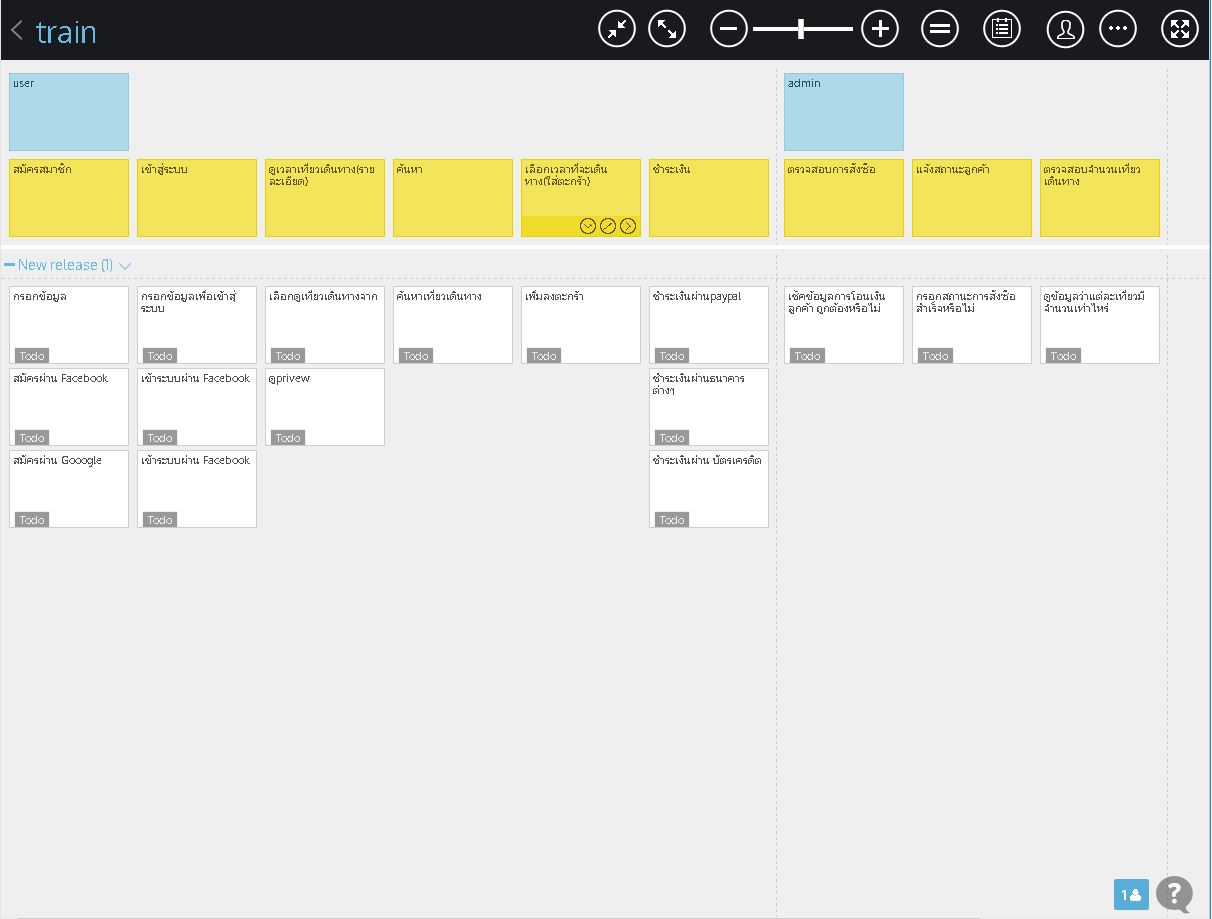 train
user
admin
สมัครสมาชิก
เข้าสู่ระบบ
ดูเวลาเที่ยวเดินทาง(ราย
ละเอียด)
ค้นหา
เลือกเวลาที่จะเดิน
ทาง(ใส่ตะกร้า)
ชำระเงิน
ตรวจสอบการสั่งซื้อ
แจ้งสถานะลูกค้า
ตรวจสอบจำนวนเที่ยว
เดินทาง
New release (1)
กรอกข้อมูล
Todo
กรอกข้อมูลเพื่อเข้าสู่
ระบบ
Todo
เลือกดูเที่ยวเดินทางจาก
Todo
ค้นหาเที่ยวเดินทาง
Todo
เพิ่มลงตะกร้า
Todo
ชำระเงินผ่านpaypal
Todo
เช้คข้อมูลการโอนเงิน
ลูกค้า ถูกต้องหรือไม่
Todo
กรอกสถานะการสั่งซื้อ
สำเร็จหรือไม่
Todo
ดูข้อมูลว่าแต่ละเที่ยวมี
จำนวนเท่าไหร่
Todo
สมัครผ่าน Facebook
Todo
เข้าระบบผ่าน Facebook
Todo
ดูprivew
Todo
ชำระเงินผ่านธนาคาร
ต่างๆ
Todo
สมัครผ่าน Gooogle
Todo
เข้าระบบผ่าน Facebook
Todo
ชำระเงินผ่าน บัตรเครดิต
Todo
1
?